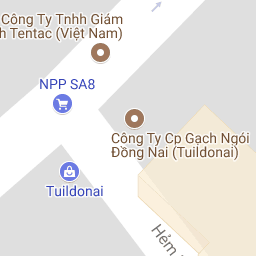 Công Ty Tnhh Giám
h Tentac (Việt Nam)
NPP SA8
Công Ty Cp Gạch Ngói
Đồng Nai (Tuildonai)
Tuildonai
Hẻm